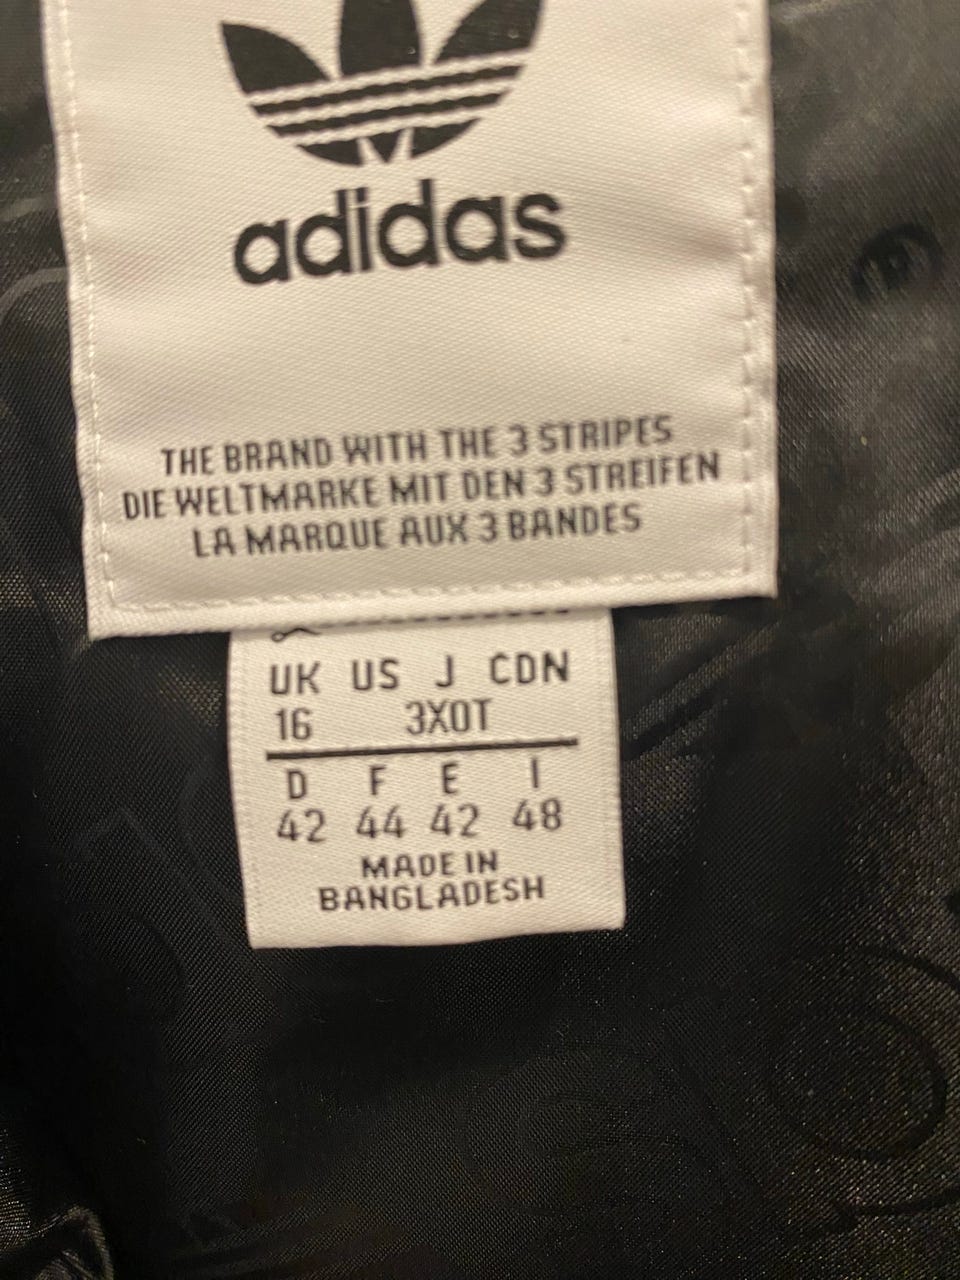 adidas
THE BRAND WITH THE 3 STRIPES
DIE WELTMARKE MIT DEN 3 STREIFEN
LA MARQUE AUX 3 BANDES
UK US J CDN
16 3XOT
D F E I
42 44 42 48
MADE IN
BANGLADESH